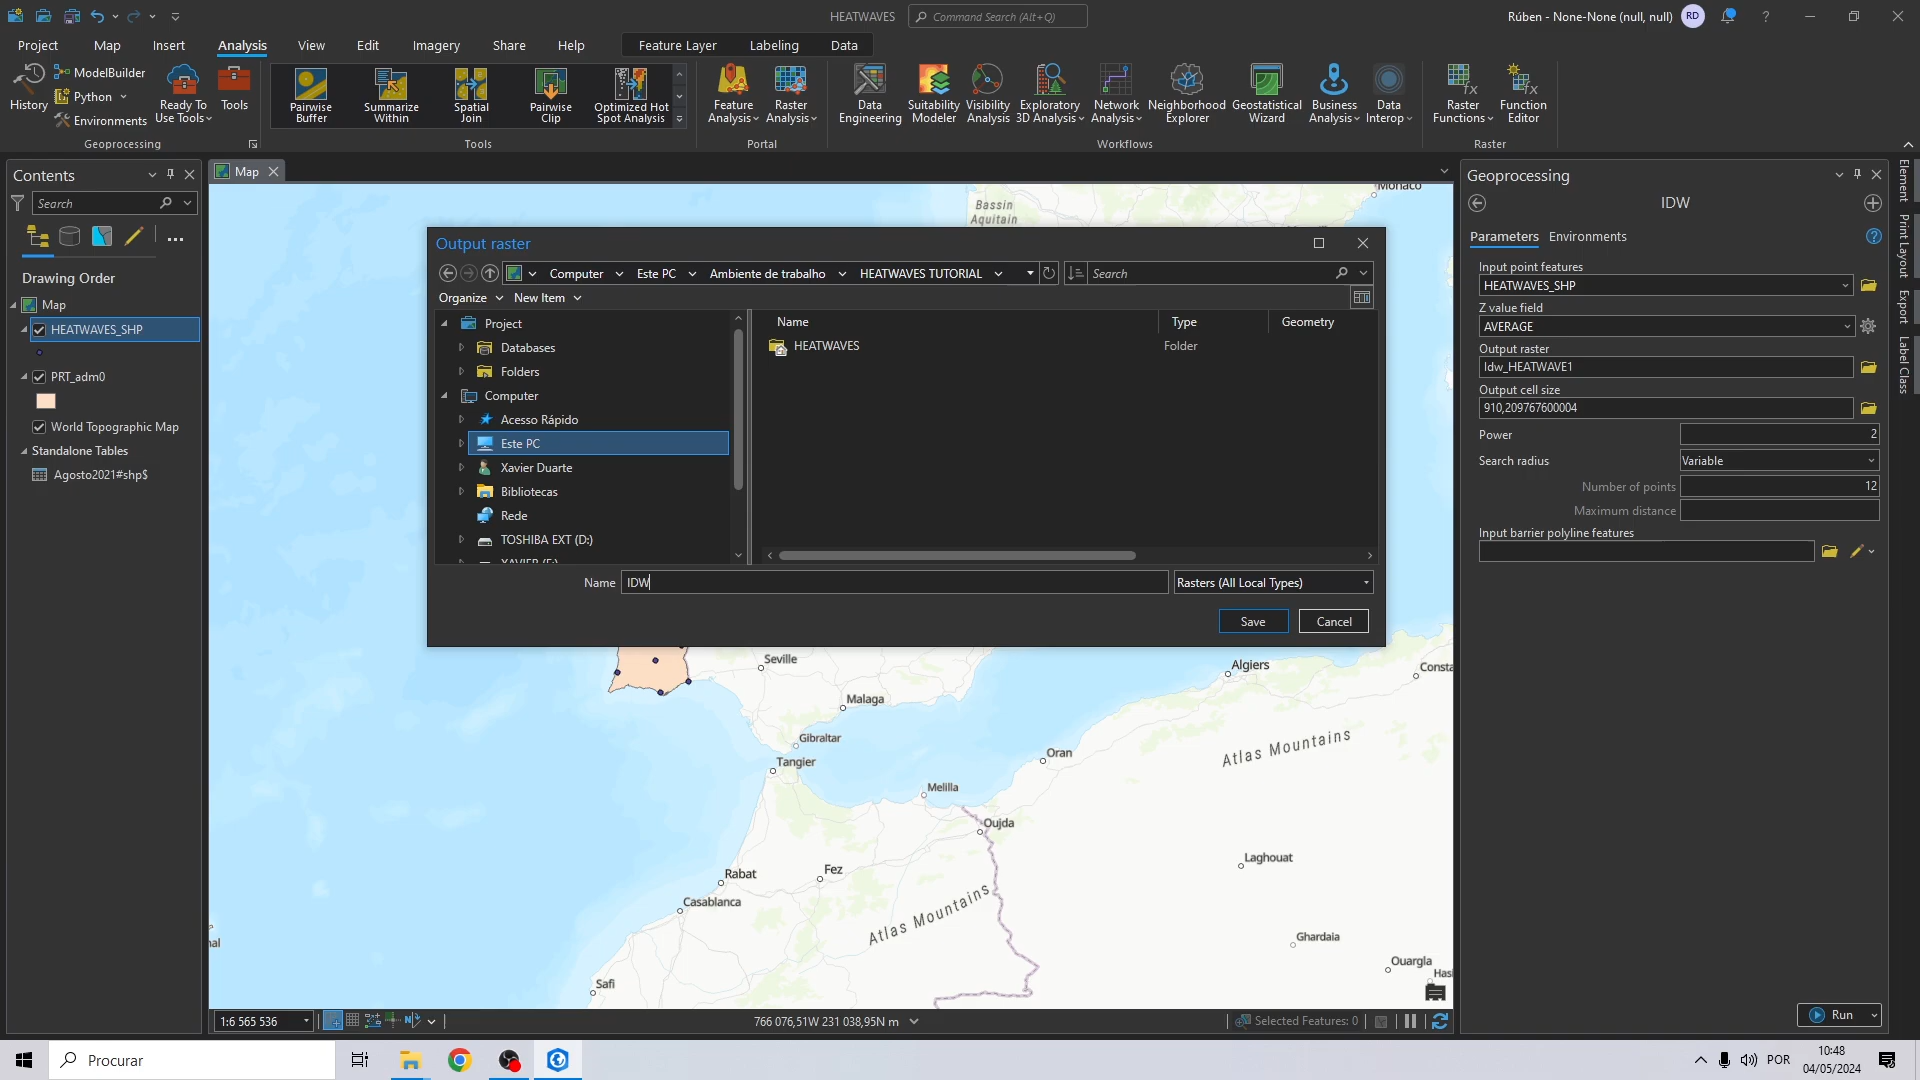 HEATWAVES
Command Search (Alt+Q)
Rúben - None-None (null, null)
RD
Project
Map
Insert
Analysis
View
Edit
Imagery
Share
Help
Feature Layer
Labeling
Data
History
ModelBuilder
Python
Environments
Ready To
Use Tools
Tools
Pairwise
Buffer
Summarize
Within
Spatial
Join
Pairwise
Clip
Optimized Hot
Spot Analysis
Feature
Analysis
Raster
Analysis
Data
Engineering
Suitability
Modeler
Visibility
Analysis
Exploratory
3D Analysis
Network
Analysis
Neighborhood
Explorer
Geostatistical
Wizard
Business
Analysis
Data
Interop
Raster
Functions
Function
Editor
Geoprocessing
Tools
Portal
Workflows
Raster
Contents
Search
Drawing Order
Map
HEATWAVES_SHP
PRT_adm0
World Topographic Map
Standalone Tables
Agosto2021#shp$
Map
Monaco
Bassin
Aquitain
Output raster
Computer
Este PC
Ambiente de trabalho
HEATWAVES TUTORIAL
Search
Organize
New Item
Project
Databases
Folders
Computer
Acesso Rápido
Este PC
Xavier Duarte
Bibliotecas
Rede
TOSHIBA EXT (D:)
Name
Type
Geometry
HEATWAVES
Folder
Name
IDW
Rasters (All Local Types)
Save
Cancel
Seville
Malaga
Gibraltar
Tangier
Algiers
Consta
Oran
Atlas Mountains
Melilla
Oujda
Fez
Rabat
Casablanca
Atlas Mountains
Laghouat
Ghardaia
Ouargla
Hasi
Safi
nal
1:6 565 536
766 076,51W 231 038,95N m
Selected Features: 0
Geoprocessing
IDW
Parameters
Environments
Input point features
HEATWAVES_SHP
Z value field
AVERAGE
Output raster
Idw_HEATWAVE1
Output cell size
910,209767600004
Power
2
Search radius
Variable
Number of points
12
Maximum distance
Input barrier polyline features
Run
Element
Print Layout
Export
Label Class
Procurar
POR
10:48
04/05/2024